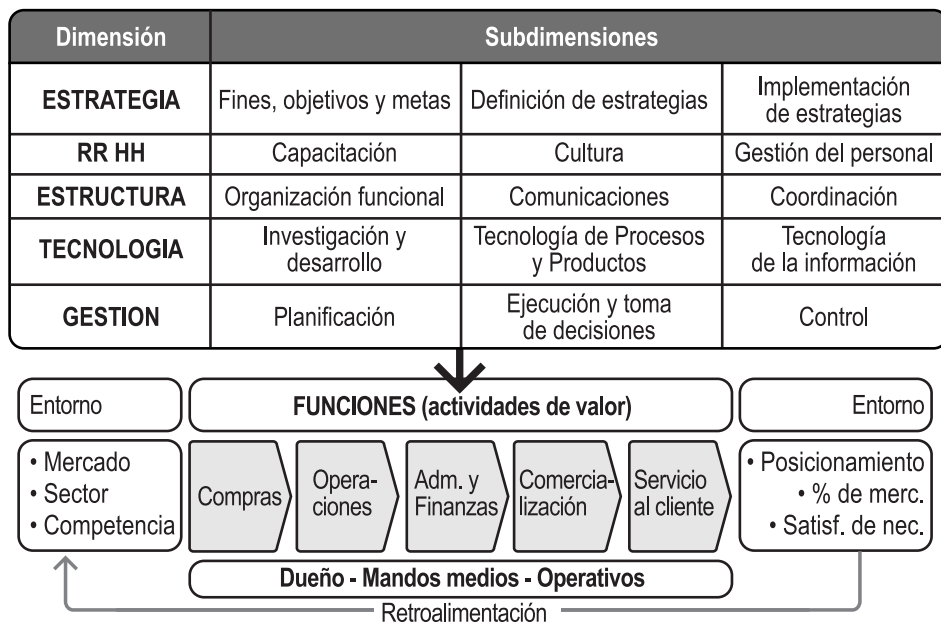 Dimensión Subdimensiones
ESTRATEGIA Fines, objetivos y metas Definición de estrategias Implementación
de estrategias
RR HH Capacitación Cultura Gestión del personal
ESTRUCTURA Organización funcional Comunicaciones Coordinación
TECNOLOGIA Investigación y
desarrollo Tecnología de Procesos
y Productos Tecnología
de la información
GESTION Planificación Ejecución y toma
de decisiones Control
Entorno
FUNCIONES (actividades de valor)
Entorno
• Mercado
• Sector
• Competencia
Compras
Opera-
ciones
Adm. y
Finanzas
Comercia-
lización
Servicio
al cliente
• Posicionamiento
• % de merc.
• Satisf. de nec.
Dueño - Mandos medios - Operativos
Retroalimentación